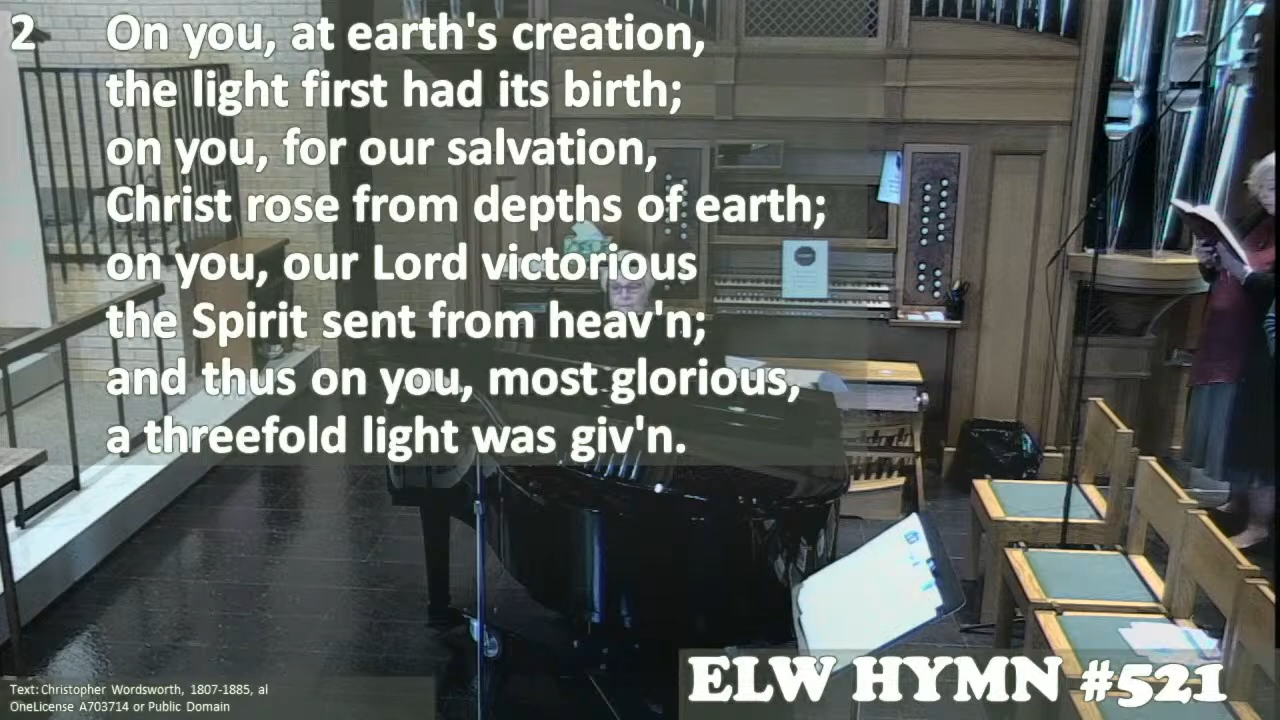 2 On you, at earth's creation,
the light first had its birth;
on you, for our salvation,
Christ rose from depths of earth;
on you, our Lord victorious
the Spirit sent from heav'n;
and thus on you, most glorious,
a threefold light was giv'n.
ELW HYMN #521
Text: Christopher Wordsworth, 1807-1885, al
OneLicense A703714 or Public Domain